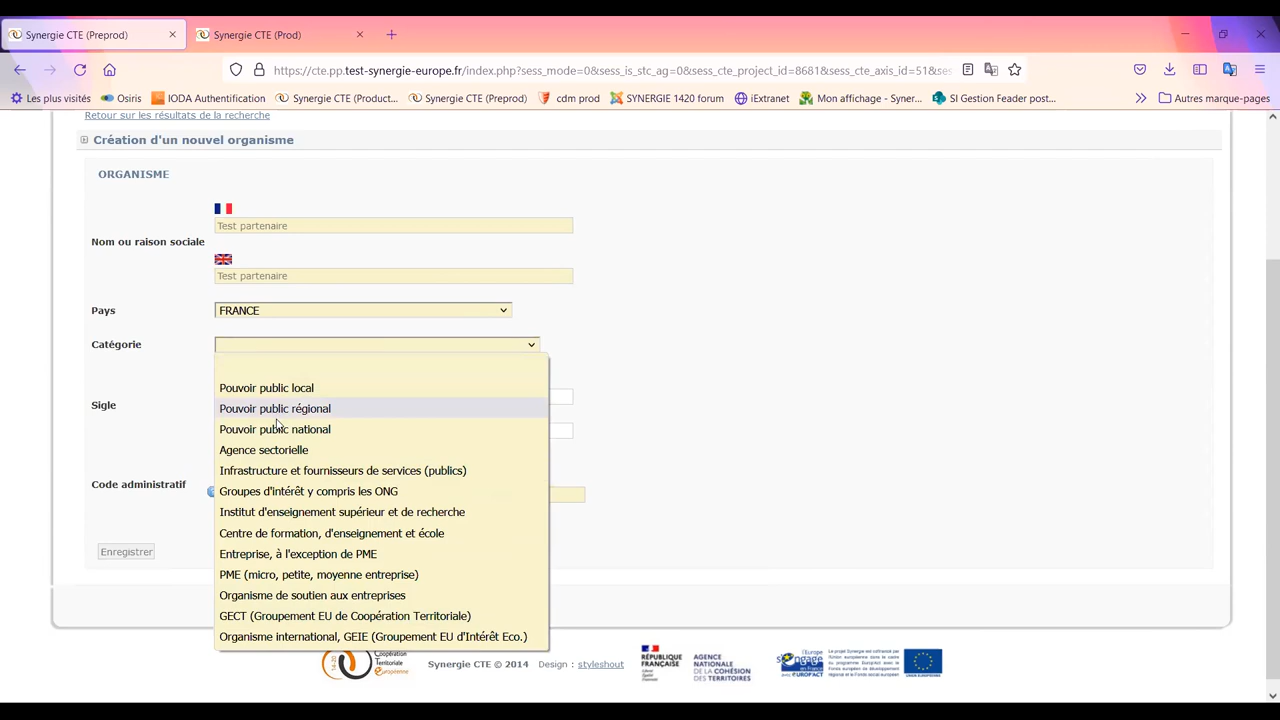 Synergie CTE (Preprod)
Synergie CTE (Prod)
https://cte.pp.test-synergie-europe.fr/index.php?sess_mode=0&sess_is_stc_ag=0&sess_cte_project_id=8681&sess_cte_axis_id=51&sess
Les plus visités
Osiris
IODA Authentification
Synergie CTE (Product...
Synergie CTE (Preprod)
cdm prod
SYNERGIE 1420 forum
iExtranet
Mon affichage - Syner...
SI Gestion Feader post...
Autres marque-pages
Retour sur les résultats de la recherche
Création d'un nouvel organisme
ORGANISME
Test partenaire
Nom ou raison sociale
Test partenaire
Pays
FRANCE
Catégorie
Pouvoir public local
Sigle
Pouvoir public régional
Pouvoir public national
Agence sectorielle
Infrastructure et fournisseurs de services (publics)
Code administratif
Groupes d'intérêt y compris les ONG
Institut d'enseignement supérieur et de recherche
Centre de formation, d'enseignement et école
Enregistrer
Entreprise, à l'exception de PME
PME (micro, petite, moyenne entreprise)
Organisme de soutien aux entreprises
GECT (Groupement EU de Coopération Territoriale)
Organisme international, GEIE (Groupement EU d'Intérêt Eco.)
Coopération
Territoriale
Européenne
Synergie CTE © 2014
Design : styleshout
RÉPUBLIQUE
FRANÇAISE
AGENCE
NATIONALE
DE LA COHÉSION
DES TERRITOIRES